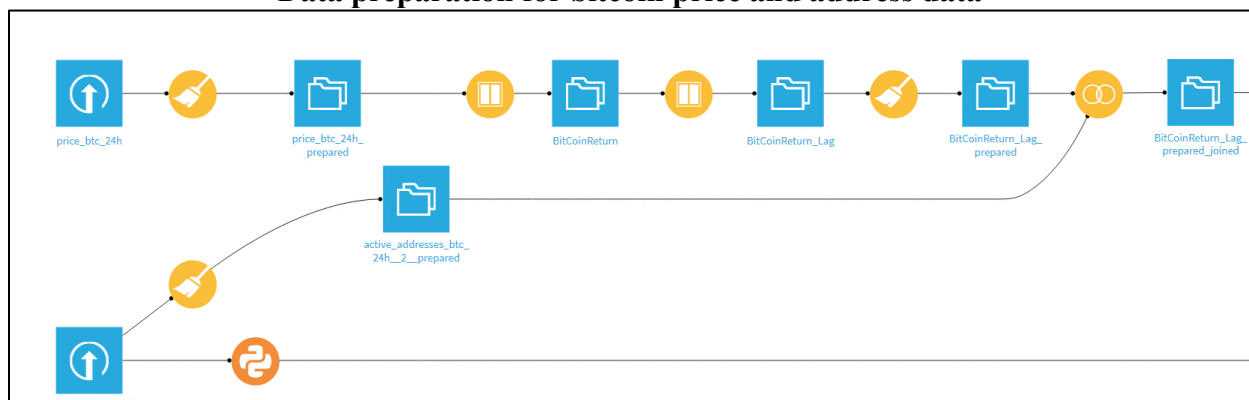 Data preparation for bitcoin price and address data
price_btc_24h
price_btc_24h_
prepared
BitCoinReturn
BitCoinReturn_Lag
BitCoinReturn_Lag_
prepared
BitCoinReturn_Lag_
prepared_joined
active_addresses_btc_
24h__2__prepared